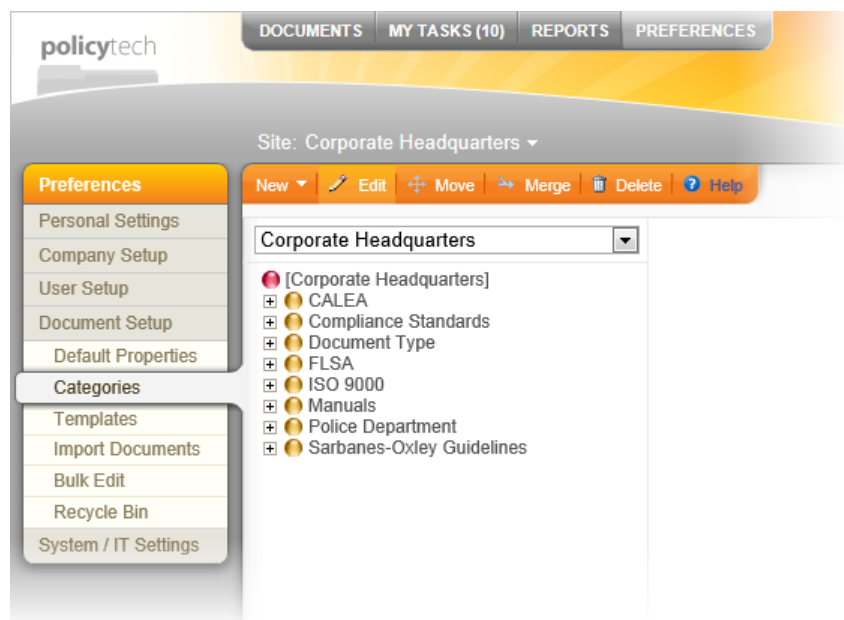 policytech
DOCUMENTS MY TASKS (10) REPORTS PREFERENCES
Site: Corporate Headquarters
Preferences
Personal Settings
Company Setup
User Setup
Document Setup
Default Properties
Categories
Templates
Import Documents
Bulk Edit
Recycle Bin
System / IT Settings
New Edit Move Merge Delete Help
Corporate Headquarters
[Corporate Headquarters]
CALEA
Compliance Standards
Document Type
FLSA
ISO 9000
Manuals
Police Department
Sarbanes-Oxley Guidelines